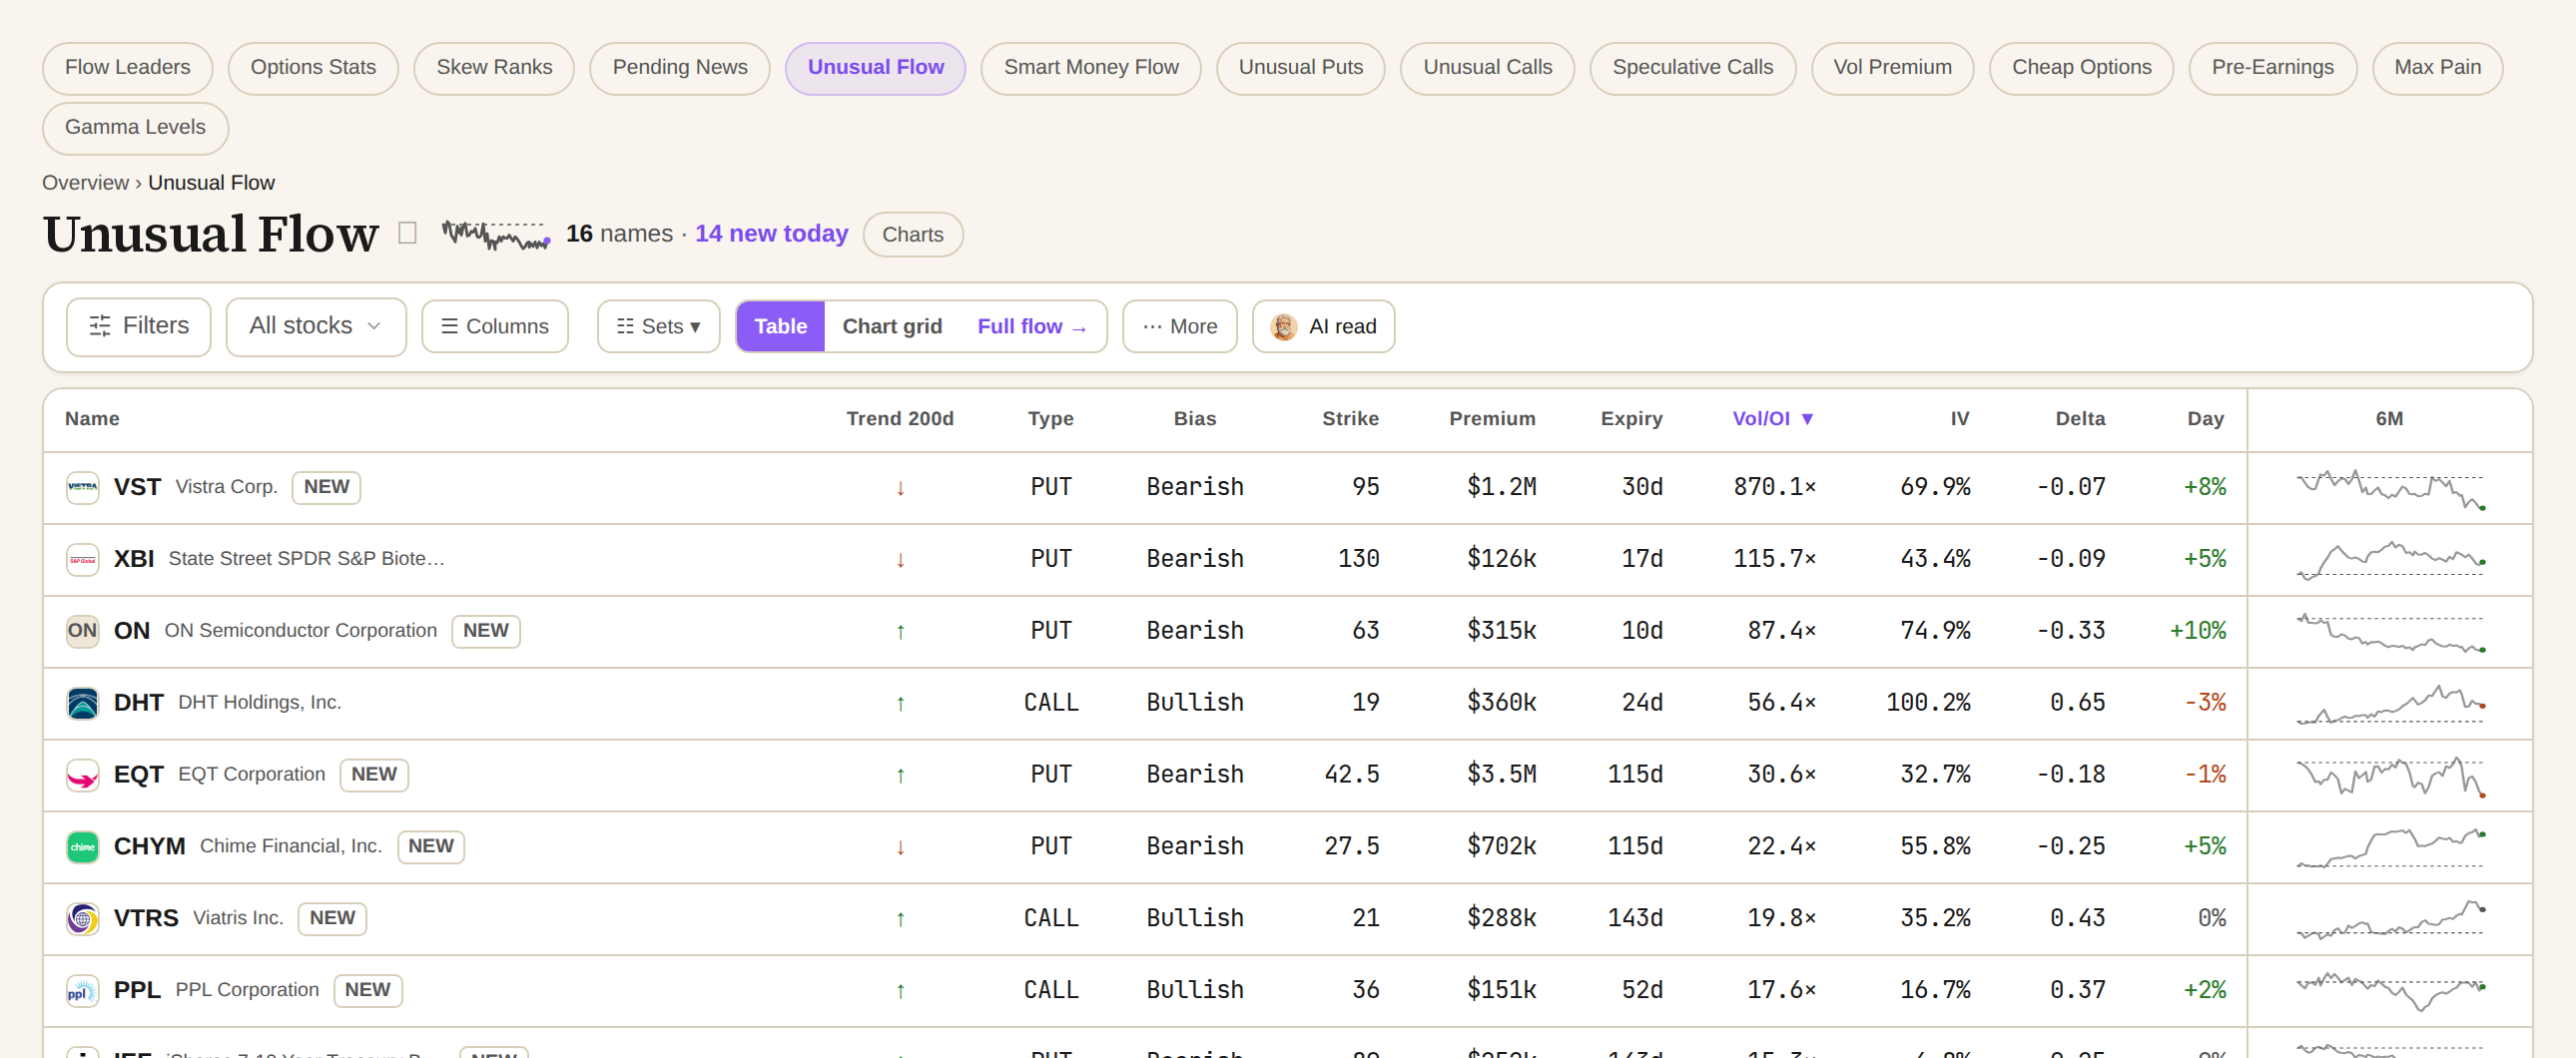 Flow Leaders Options Stats Skew Ranks Pending News Unusual Flow Smart Money Flow Unusual Puts Unusual Calls Speculative Calls Vol Premium Cheap Options Pre-Earnings Max Pain
Gamma Levels
Overview › Unusual Flow
Unusual Flow 16 names · 14 new today Charts
Filters All stocks Columns Sets ▾ Table Chart grid Full flow → ··· More AI read
Name Trend 200d Type Bias Strike Premium Expiry Vol/OI ▼ IV Delta Day 6M
VISTRA VST Vistra Corp. NEW ↓ PUT Bearish 95 $1.2M 30d 870.1× 69.9% -0.07 +8%
S&P Global XBI State Street SPDR S&P Biote… ↓ PUT Bearish 130 $126k 17d 115.7× 43.4% -0.09 +5%
ON ON ON Semiconductor Corporation NEW ↑ PUT Bearish 63 $315k 10d 87.4× 74.9% -0.33 +10%
DHT DHT Holdings, Inc. ↑ CALL Bullish 19 $360k 24d 56.4× 100.2% 0.65 -3%
EQT EQT Corporation NEW ↑ PUT Bearish 42.5 $3.5M 115d 30.6× 32.7% -0.18 -1%
chime CHYM Chime Financial, Inc. NEW ↓ PUT Bearish 27.5 $702k 115d 22.4× 55.8% -0.25 +5%
VTRS Viatris Inc. NEW ↑ CALL Bullish 21 $288k 143d 19.8× 35.2% 0.43 0%
ppl PPL PPL Corporation NEW ↑ CALL Bullish 36 $151k 52d 17.6× 16.7% 0.37 +2%